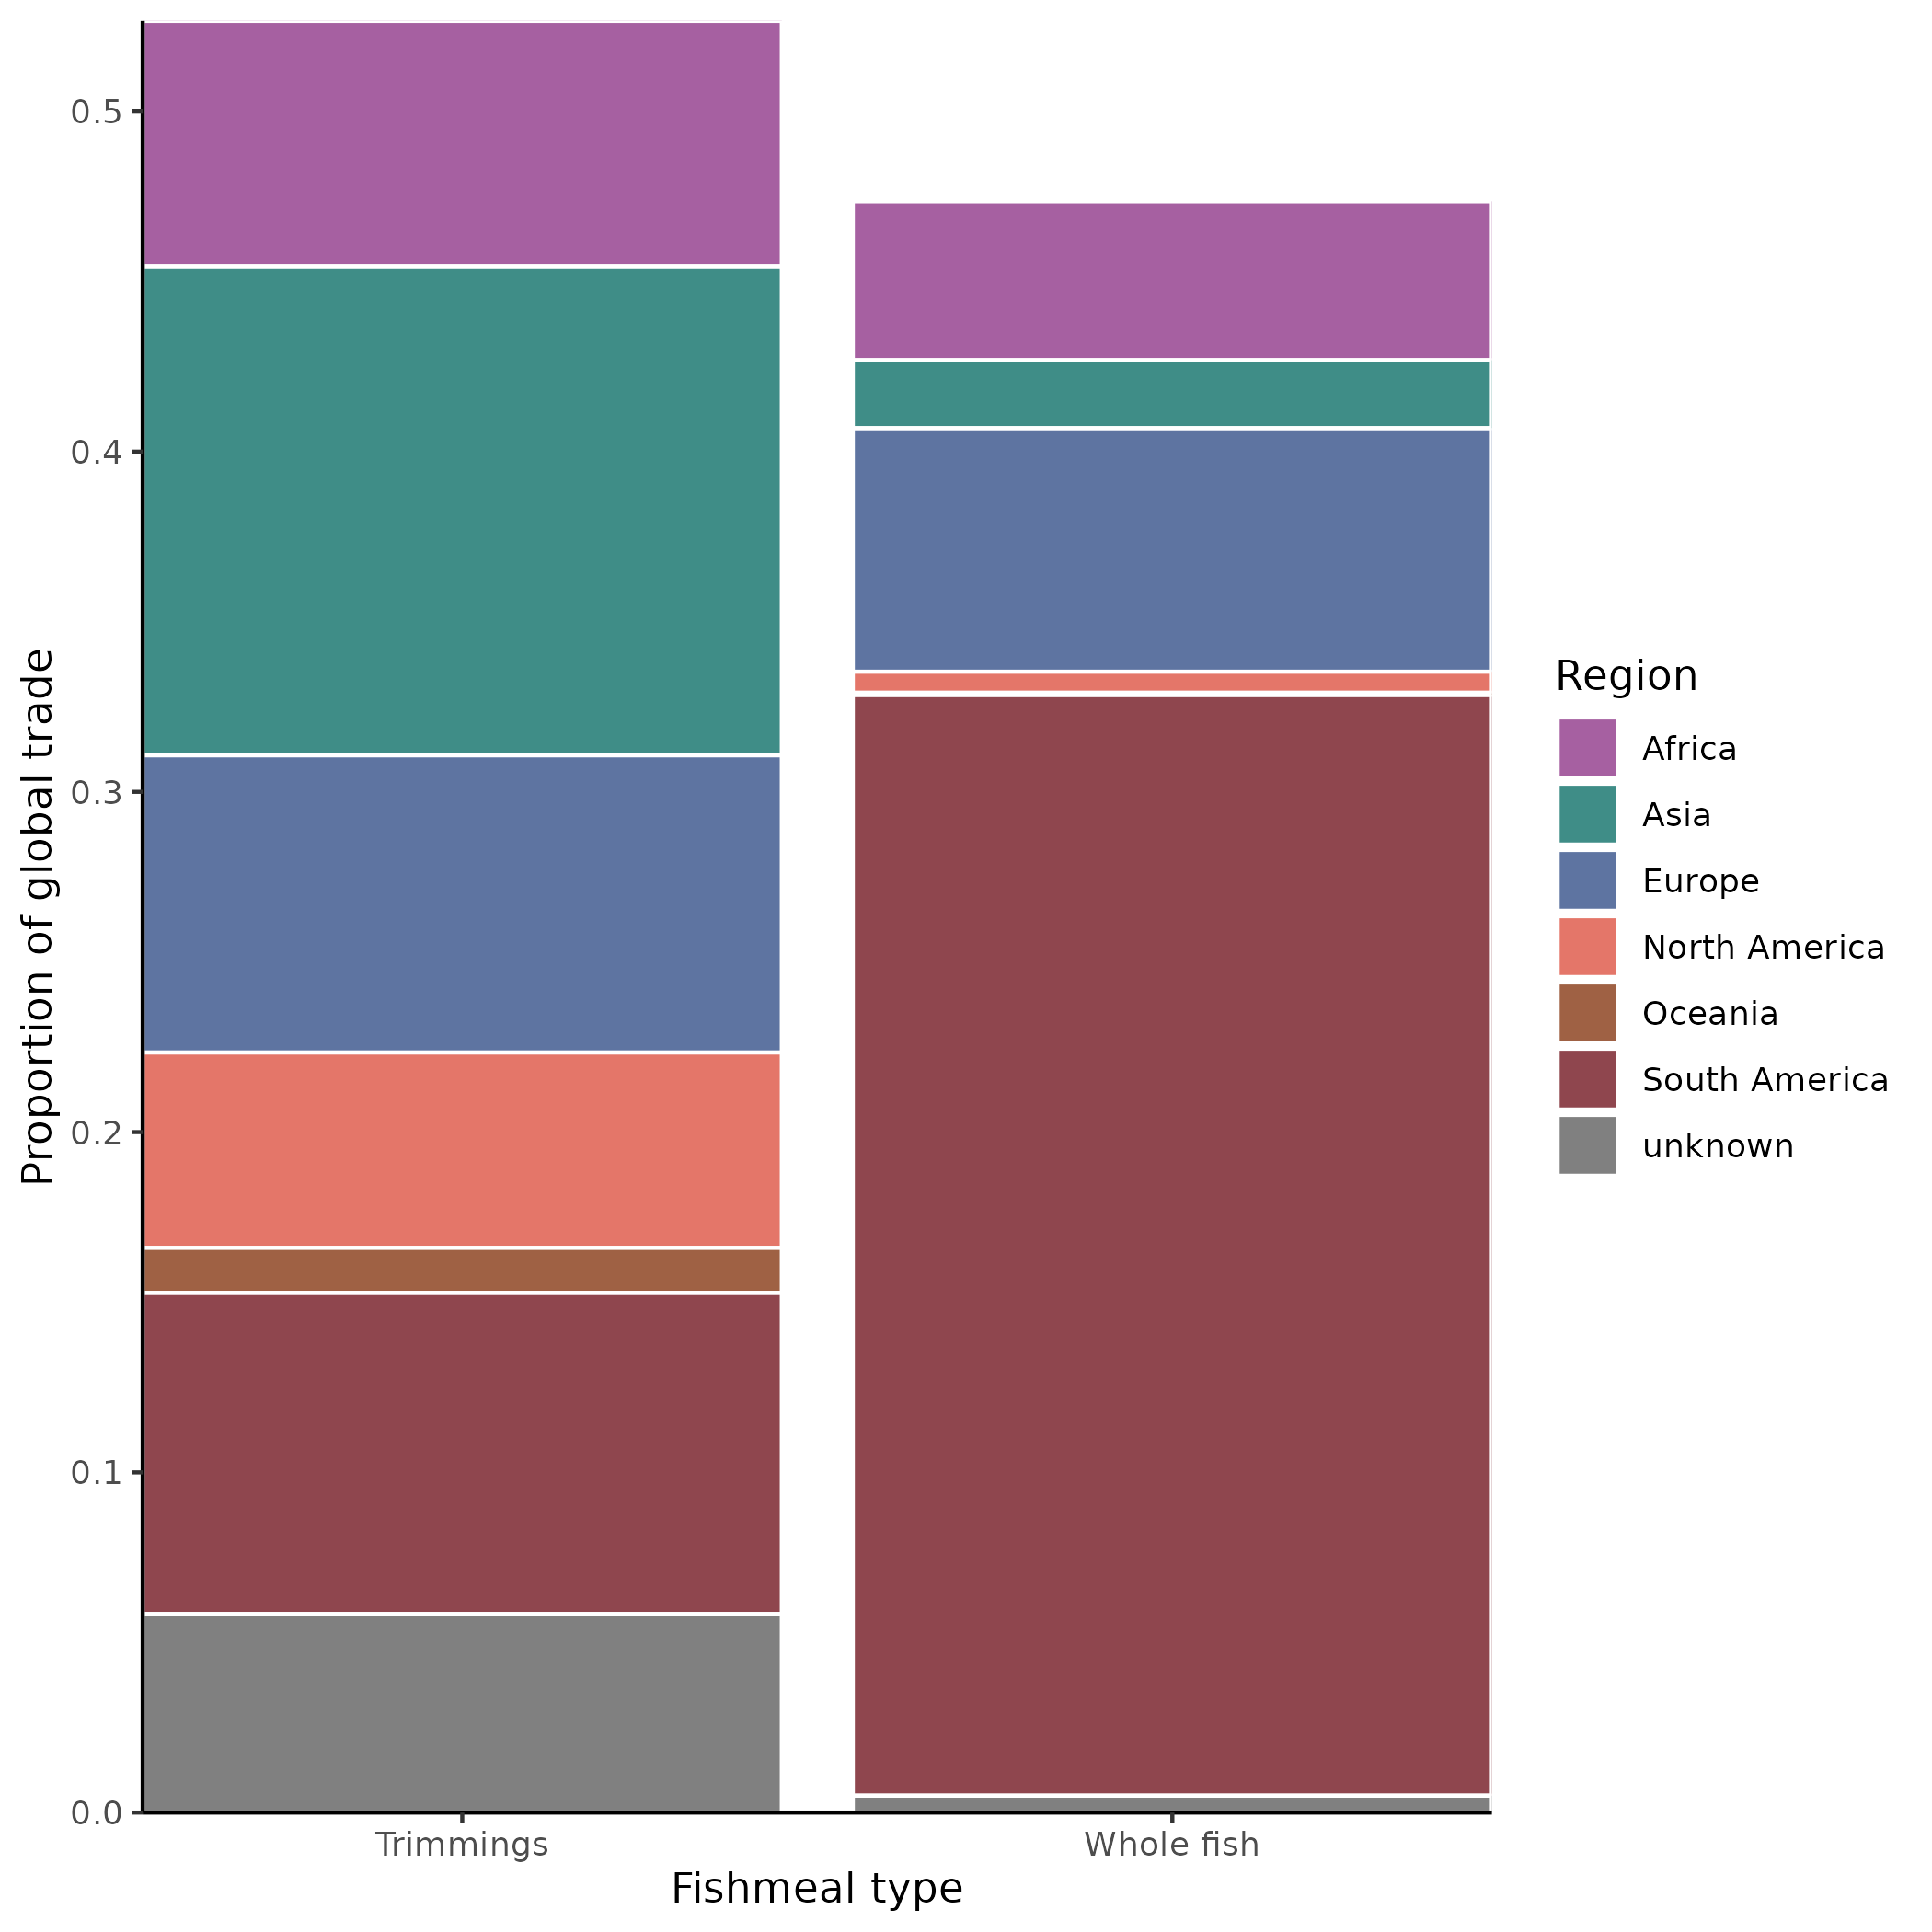 Proportion of global trade
0.5
0.4
0.3
0.2
0.1
0.0
Trimmings
Whole fish
Fishmeal type
Region
Africa
Asia
Europe
North America
Oceania
South America
unknown